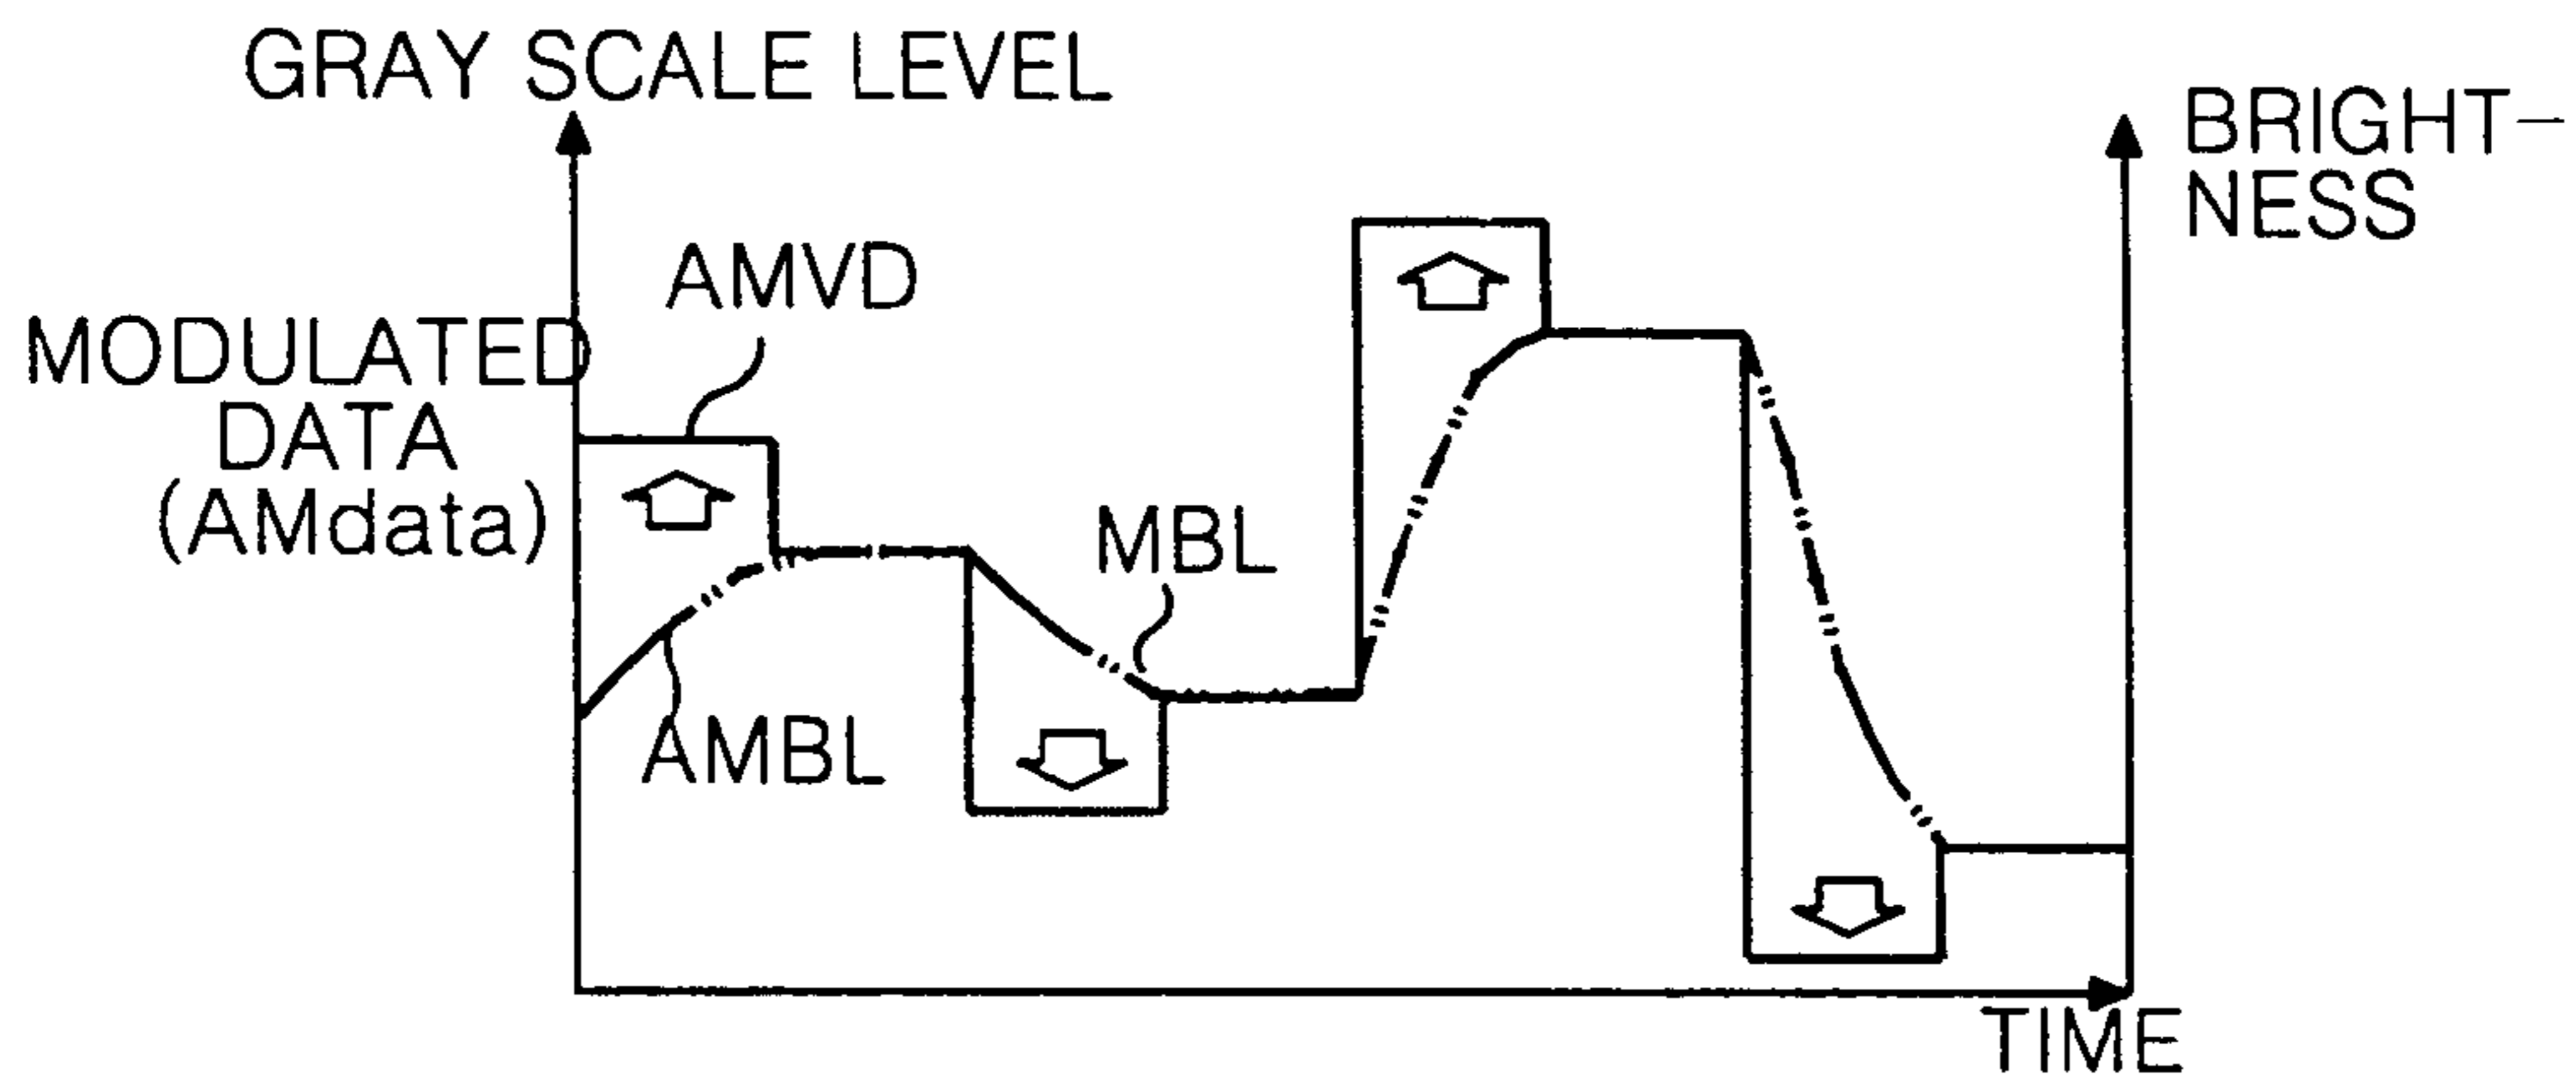 GRAY SCALE LEVEL
BRIGHT-
NESS
AMVD
MODULATED
DATA
(AMdata)
MBL
AMBL
TIME